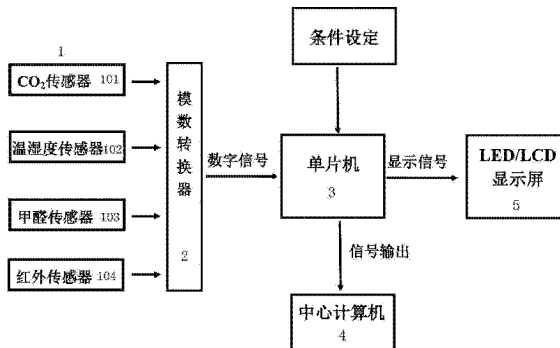 1
CO₂传感器 101
温湿度传感器102
甲醛传感器 103
红外传感器 104
模数转换器
2
数字信号
条件设定
单片机
3
显示信号
LED/LCD
显示屏
5
信号输出
中心计算机
4